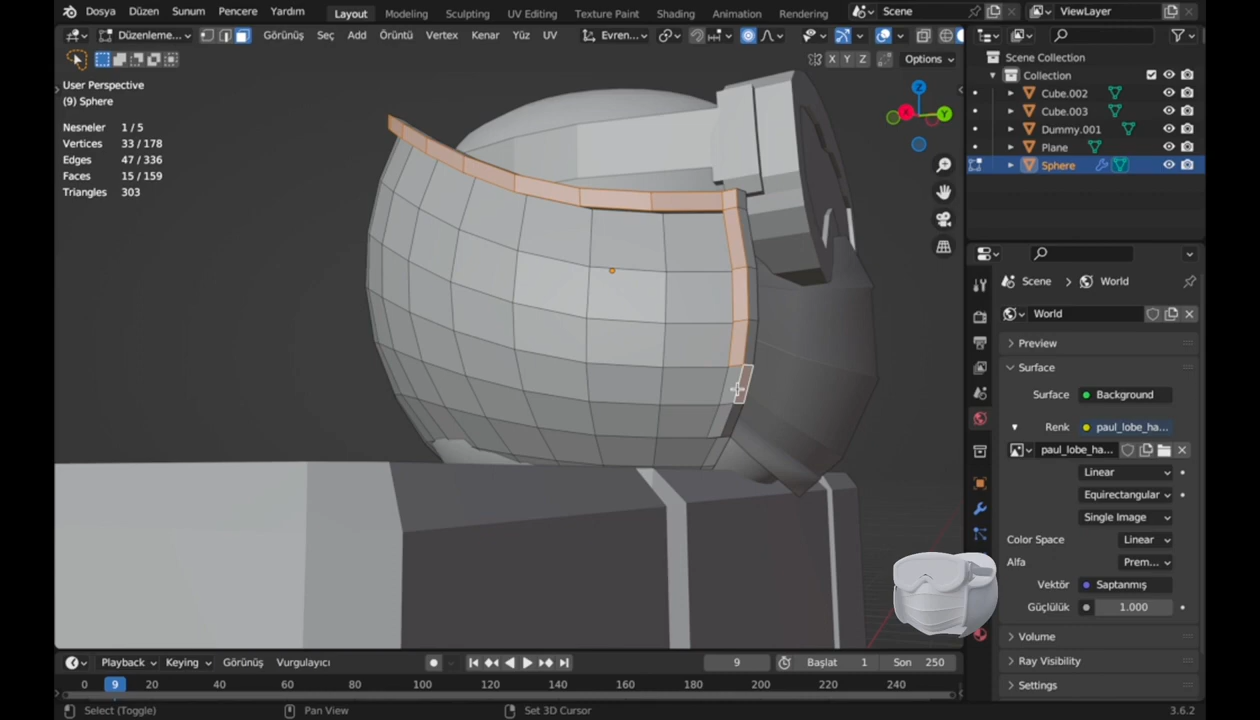 Dosya Düzen Sunum Pencere Yardım Layout Modeling Sculpting UV Editing Texture Paint Shading Animation Rendering Scene ViewLayer
Düzenleme... Görünüş Seç Add Örüntü Vertex Kenar Yüz UV Evren...
X Y Z Options
User Perspective
(9) Sphere
Nesneler 1 / 5
Vertices 33 / 178
Edges 47 / 336
Faces 15 / 159
Triangles 303
Z
X
Y
Scene Collection
Collection
Cube.002
Cube.003
Dummy.001
Plane
Sphere
Scene > World
World
Preview
Surface
Surface Background
Renk paul_lobe_ha...
paul_lobe_ha...
Linear
Equirectangular
Single Image
Color Space Linear
Alfa Prem...
Vektör Saptanmış
Güçlülük 1.000
Volume
Ray Visibility
Settings
Playback Keying Görünüş Vurgulayıcı 9 Başlat 1 Son 250
0 9 20 40 60 80 100 120 140 160 180 200 220 240
Select (Toggle) Pan View Set 3D Cursor 3.6.2